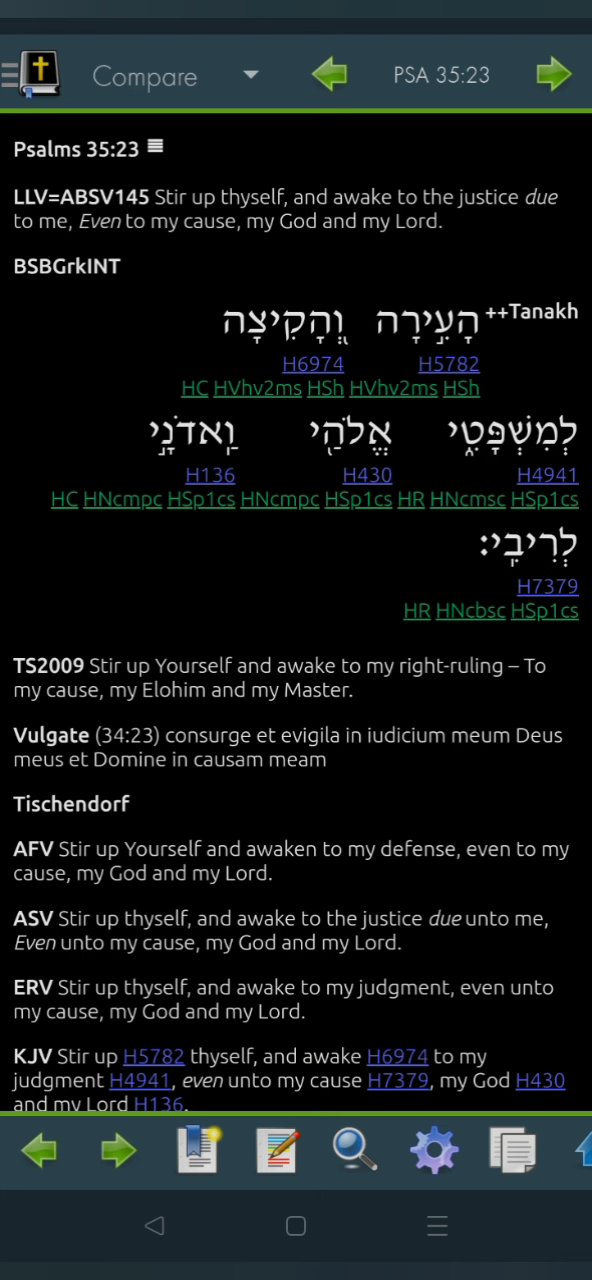 Compare
PSA 35:23
Psalms 35:23
LLV=ABSV145 Stir up thyself, and awake to the justice due
to me, Even to my cause, my God and my Lord.
BSBGrkINT
++Tanakh הָעִ֣ירָה וְ֭הָקִיצָה
H5782 H6974
HC HVhv2ms HSh HVhv2ms HSh
לְמִשְׁפָּטִ֑י אֱלֹהַ֖י וַֽאדֹנָ֣י
H4941 H430 H136
HC HNcmpc HSp1cs HNcmpc HSp1cs HR HNcmsc HSp1cs
לְרִיבִֽי׃
H7379
HR HNcbsc HSp1cs
TS2009 Stir up Yourself and awake to my right-ruling – To
my cause, my Elohim and my Master.
Vulgate (34:23) consurge et evigila in iudicium meum Deus
meus et Domine in causam meam
Tischendorf
AFV Stir up Yourself and awaken to my defense, even to my
cause, my God and my Lord.
ASV Stir up thyself, and awake to the justice due unto me,
Even unto my cause, my God and my Lord.
ERV Stir up thyself, and awake to my judgment, even unto
my cause, my God and my Lord.
KJV Stir up H5782 thyself, and awake H6974 to my
judgment H4941, even unto my cause H7379, my God H430
and my Lord H136.